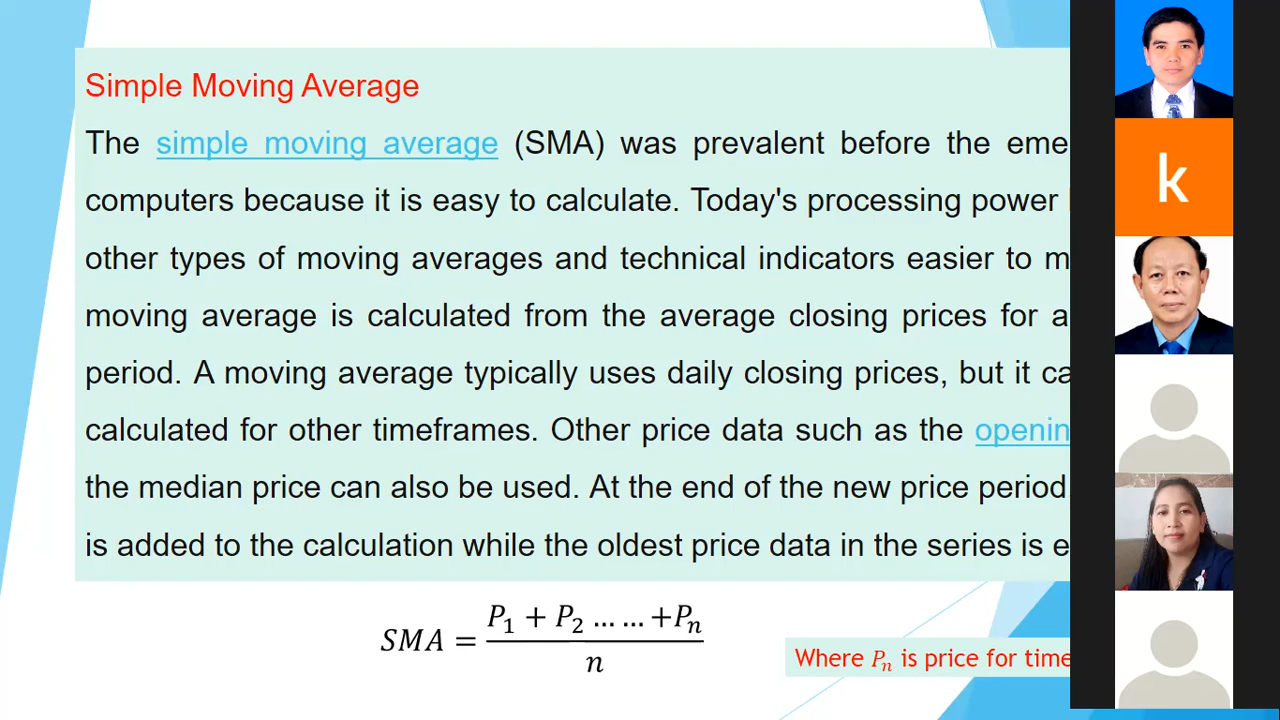 Simple Moving Average
The simple moving average (SMA) was prevalent before the eme
computers because it is easy to calculate. Today's processing power
other types of moving averages and technical indicators easier to m
moving average is calculated from the average closing prices for a
period. A moving average typically uses daily closing prices, but it ca
calculated for other timeframes. Other price data such as the openin
the median price can also be used. At the end of the new price period
is added to the calculation while the oldest price data in the series is e
SMA = (P₁ + P₂ … … +Pₙ) / n
Where Pₙ is price for time
k